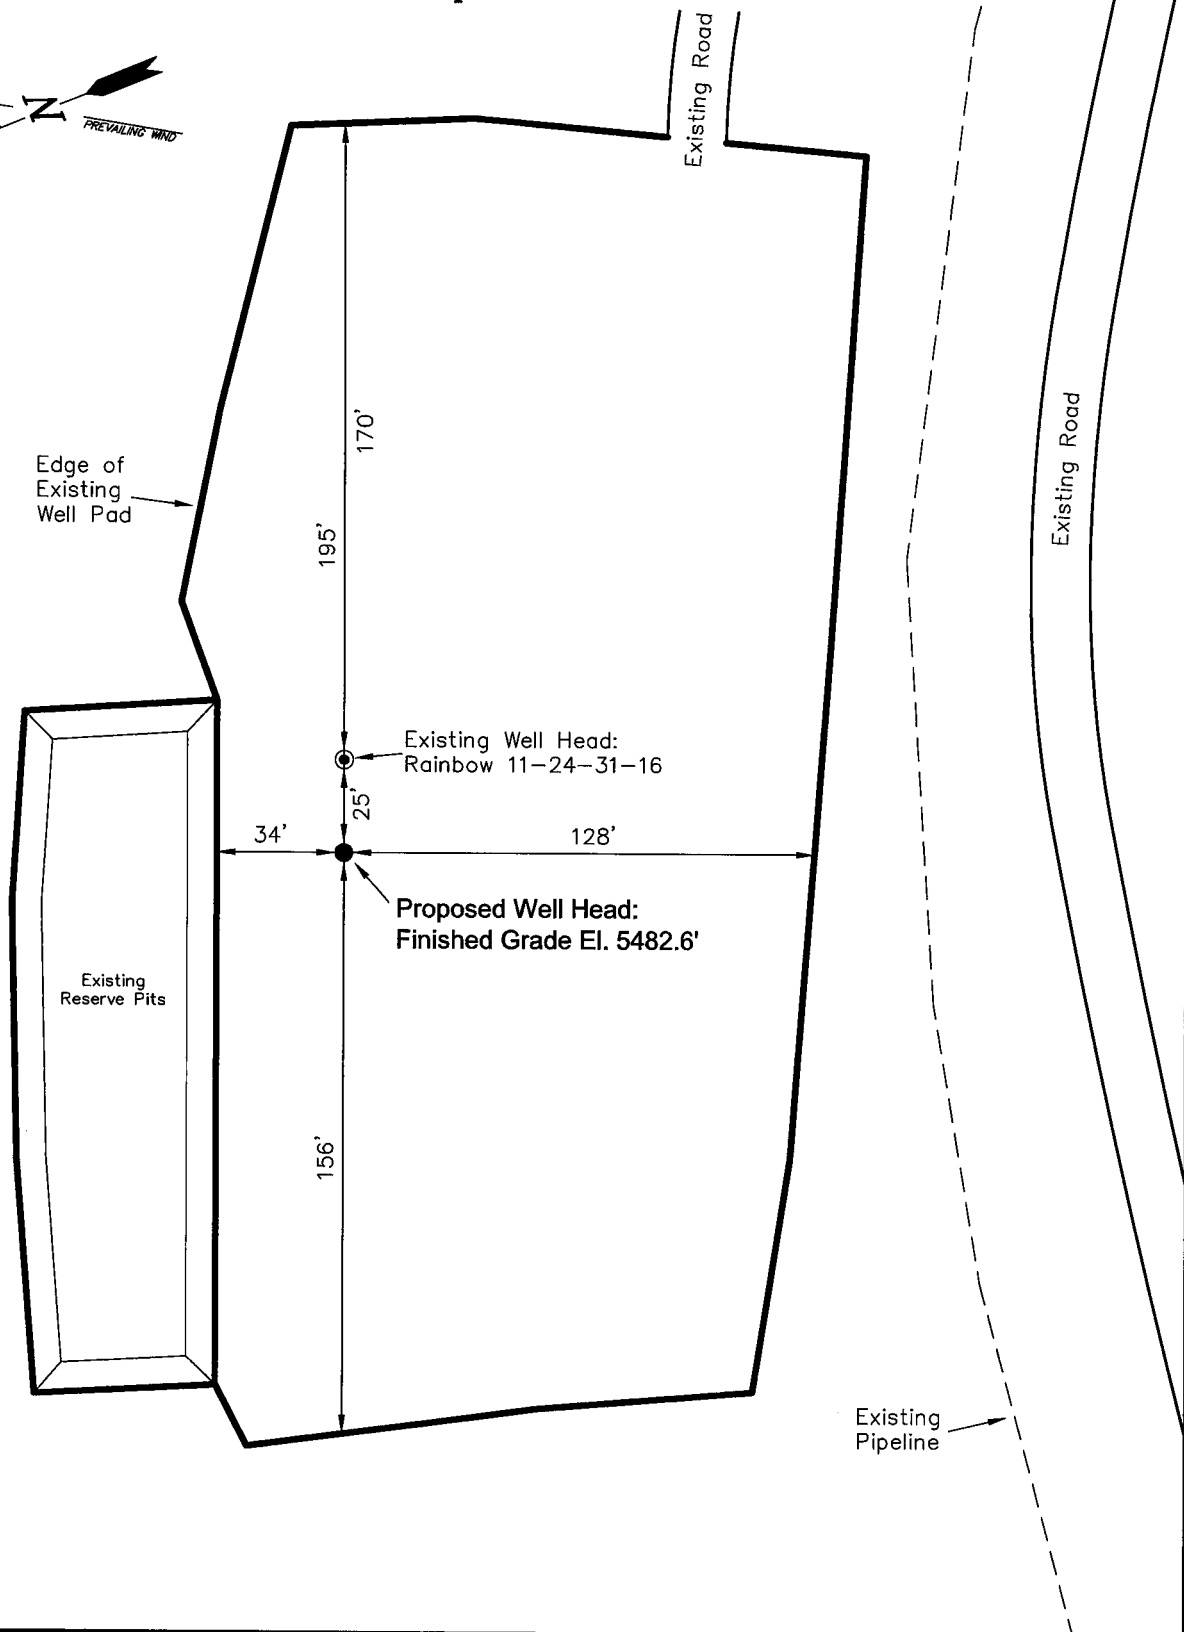 Existing Road
N
PREVAILING WIND
170'
Existing Road
Edge of
Existing
Well Pad
195'
Existing Well Head:
Rainbow 11-24-31-16
25'
34'
128'
Proposed Well Head:
Finished Grade El. 5482.6'
Existing
Reserve Pits
156'
Existing
Pipeline